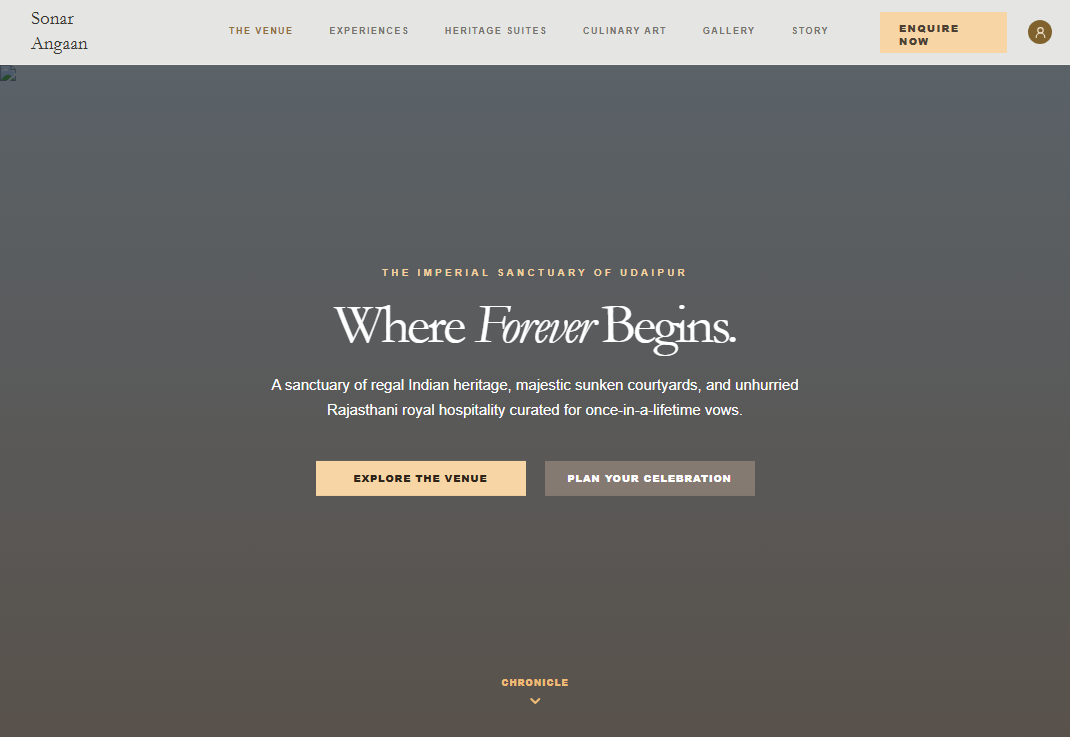 Sonar
Angaan
THE VENUE
EXPERIENCES
HERITAGE SUITES
CULINARY ART
GALLERY
STORY
ENQUIRE
NOW
THE IMPERIAL SANCTUARY OF UDAIPUR
Where Forever Begins.
A sanctuary of regal Indian heritage, majestic sunken courtyards, and unhurried
Rajasthani royal hospitality curated for once-in-a-lifetime vows.
EXPLORE THE VENUE
PLAN YOUR CELEBRATION
CHRONICLE